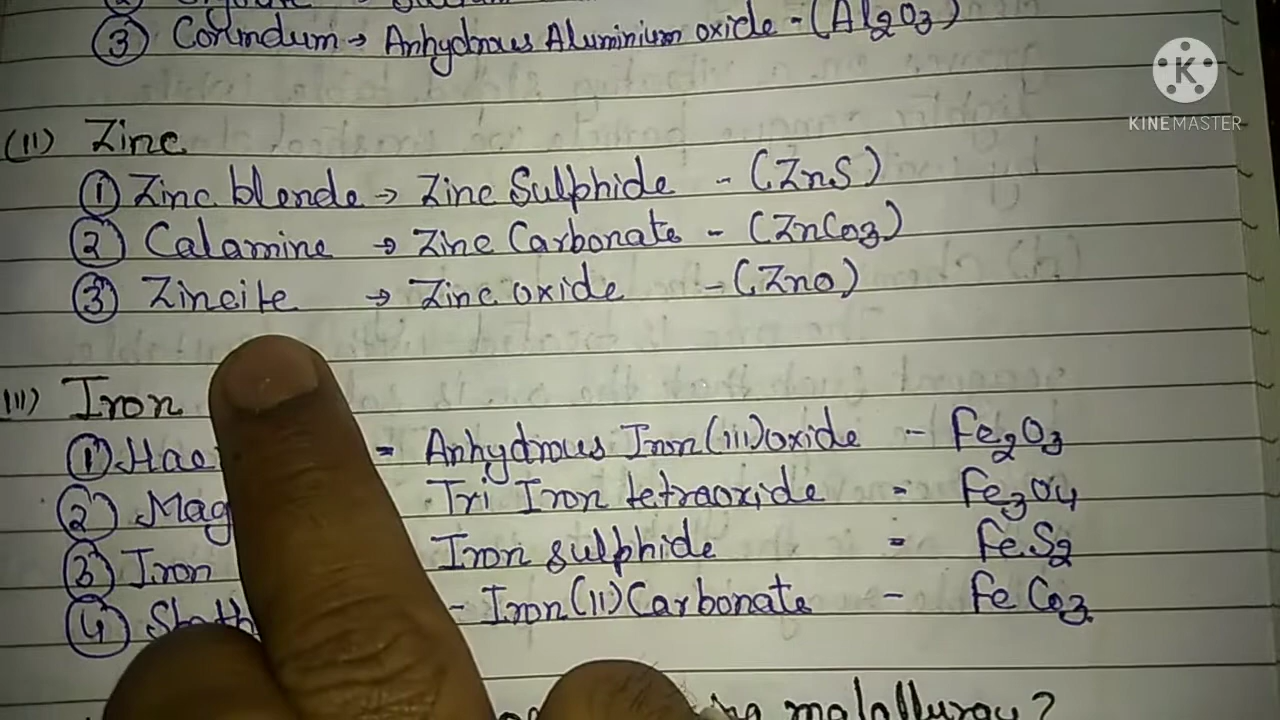 ③ Corundum → Anhydrous Aluminium oxide - (Al2O3)
K
KINEMASTER
(II) Zinc
① Zinc blende → Zinc Sulphide - (ZnS)
② Calamine → Zinc Carbonate - (ZnCo3)
③ Zincite → Zinc oxide - (Zno)
III) Iron
① Hae = Anhydrous Iron (iii) oxide - Fe2O3
② Mag Tri Iron tetraoxide = Fe3O4
③ Iron Iron sulphide = FeS2
④ - Iron (II) Carbonate - FeCo3.